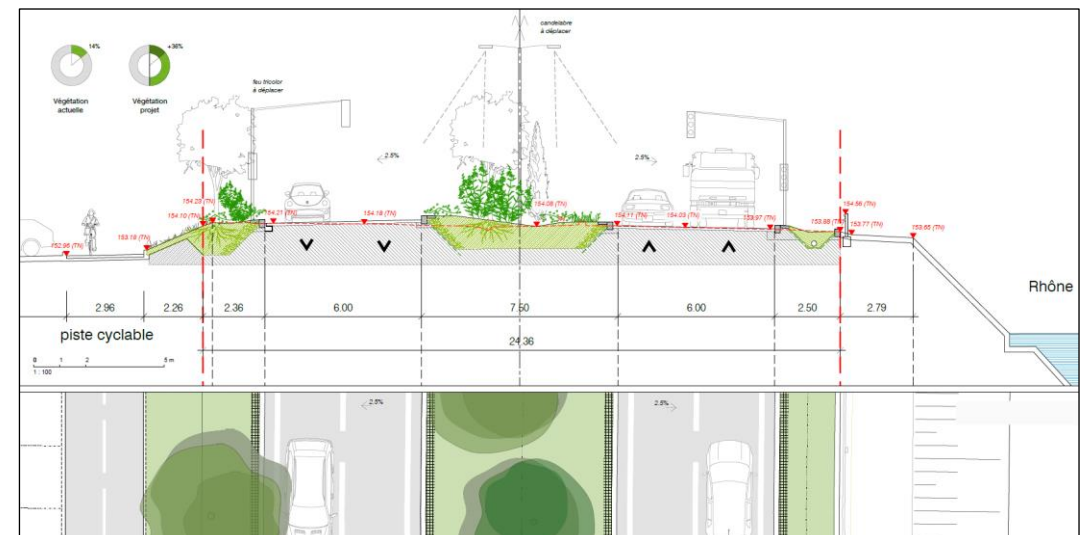 14%
+36%
Végétation
actuelle
Végétation
projet
feu tricolor
à déplacer
candelabre
à déplacer
2.5%
2.5%
154.23 (TN)
154.10 (TN)
154.21 (TN)
154.18 (TN)
154.08 (TN)
154.11 (TN)
154.03 (TN)
153.97 (TN)
153.98 (TN)
154.56 (TN)
153.77 (TN)
153.65 (TN)
153.19 (TN)
152.96 (TN)
Rhône
2.96
2.26
2.36
6.00
7.50
6.00
2.50
2.79
piste cyclable
24.36
0 1 2 5 m
1 : 100
2.5%
2.5%